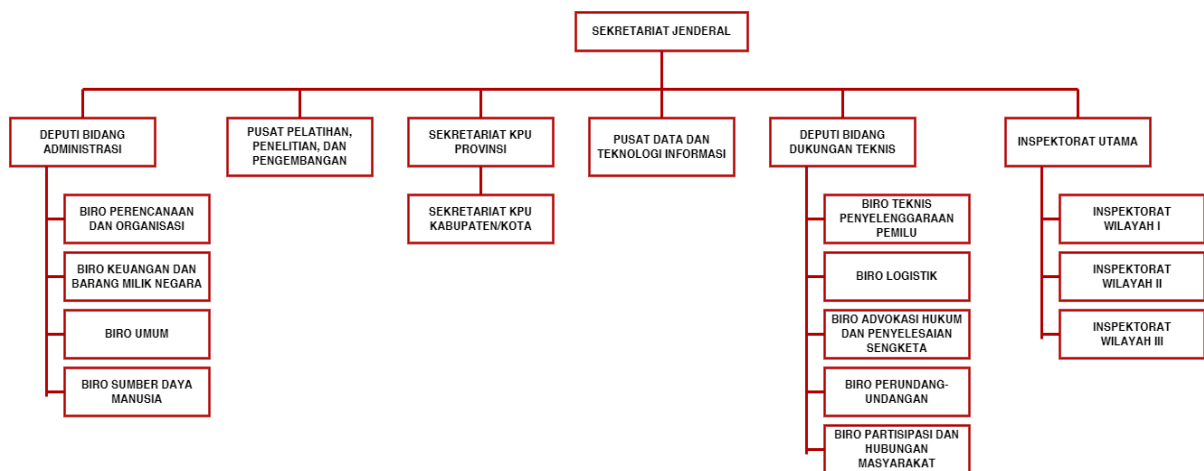 SEKRETARIAT JENDERAL
DEPUTI BIDANG
ADMINISTRASI
PUSAT PELATIHAN,
PENELITIAN, DAN
PENGEMBANGAN
SEKRETARIAT KPU
PROVINSI
PUSAT DATA DAN
TEKNOLOGI INFORMASI
DEPUTI BIDANG
DUKUNGAN TEKNIS
INSPEKTORAT UTAMA
BIRO PERENCANAAN
DAN ORGANISASI
BIRO KEUANGAN DAN
BARANG MILIK NEGARA
BIRO UMUM
BIRO SUMBER DAYA
MANUSIA
SEKRETARIAT KPU
KABUPATEN/KOTA
BIRO TEKNIS
PENYELENGGARAAN
PEMILU
BIRO LOGISTIK
BIRO ADVOKASI HUKUM
DAN PENYELESAIAN
SENGKETA
BIRO PERUNDANG-
UNDANGAN
BIRO PARTISIPASI DAN
HUBUNGAN
MASYARAKAT
INSPEKTORAT
WILAYAH I
INSPEKTORAT
WILAYAH II
INSPEKTORAT
WILAYAH III